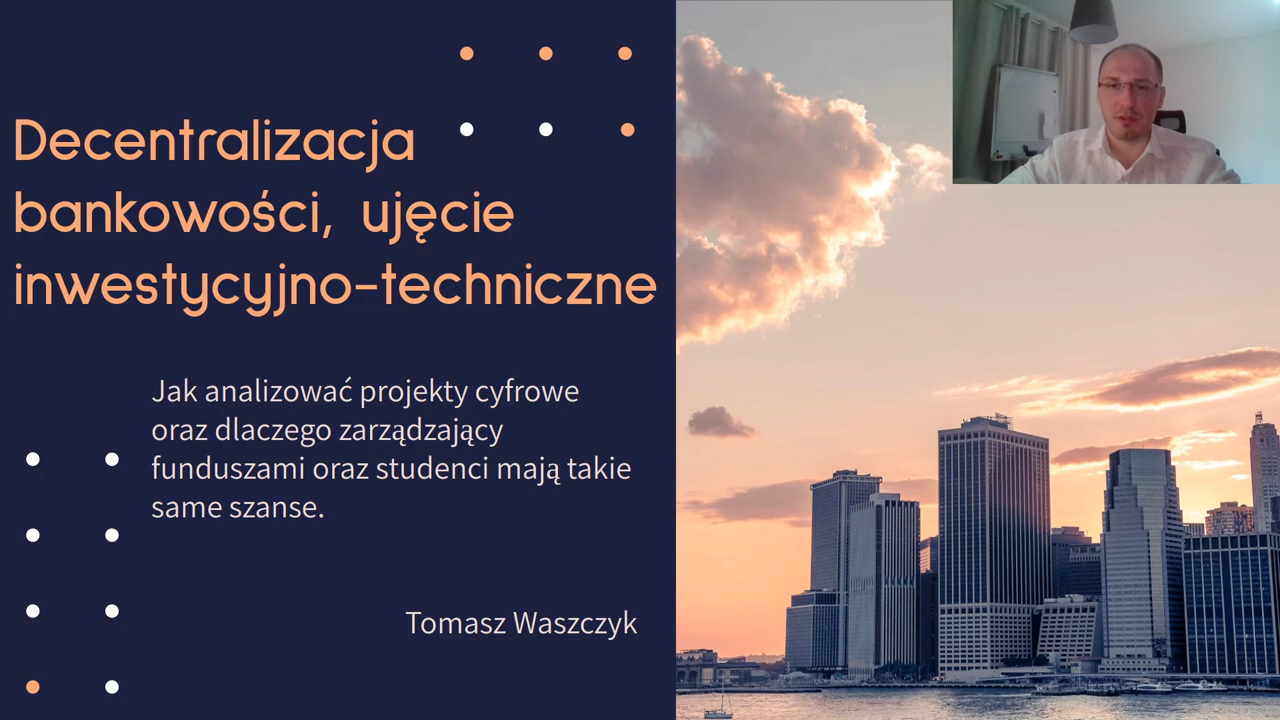 Decentralizacja
bankowości, ujęcie
inwestycyjno-techniczne
Jak analizować projekty cyfrowe
oraz dlaczego zarządzający
funduszami oraz studenci mają takie
same szanse.
Tomasz Waszczyk